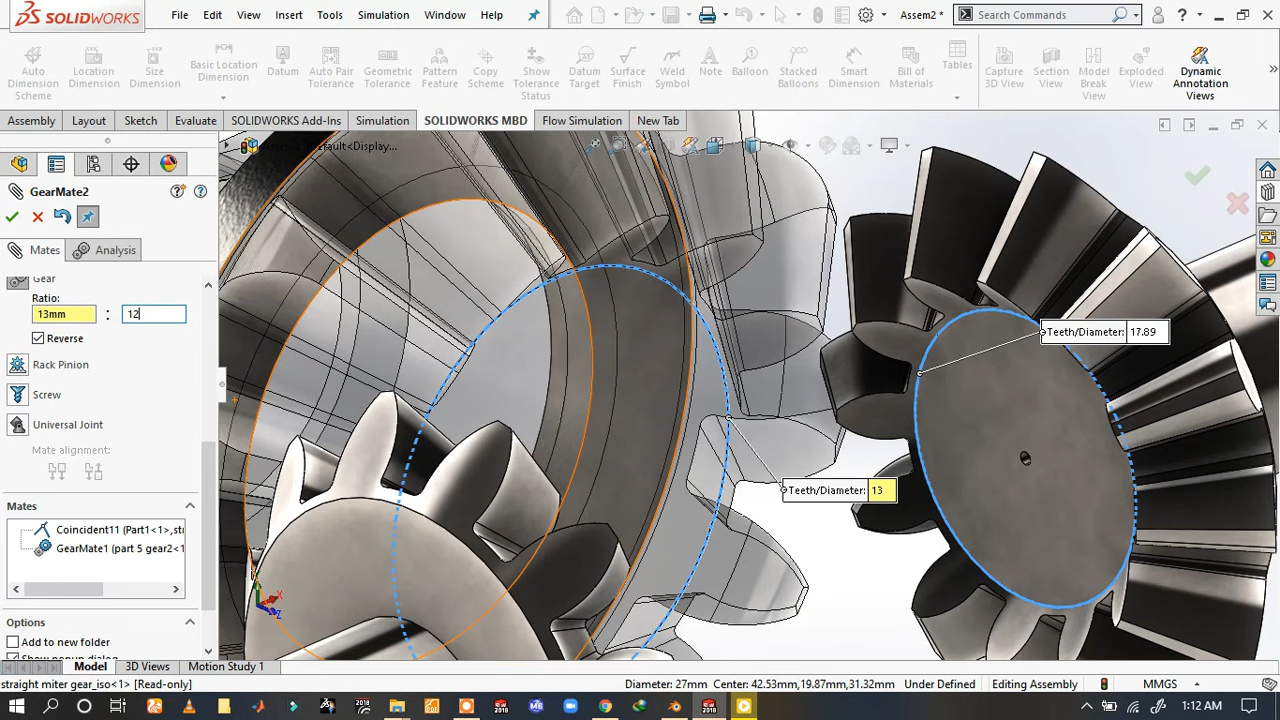 SOLIDWORKS
File Edit View Insert Tools Simulation Window Help
Assem2 *
Search Commands
Auto Dimension Scheme
Location Dimension
Size Dimension
Basic Location Dimension
Datum
Auto Pair Tolerance
Geometric Tolerance
Pattern Feature
Copy Scheme
Show Tolerance Status
Datum Target
Surface Finish
Weld Symbol
Note
Balloon
Stacked Balloons
Smart Dimension
Bill of Materials
Tables
Capture 3D View
Section View
Model Break View
Exploded View
Dynamic Annotation Views
Assembly Layout Sketch Evaluate SOLIDWORKS Add-Ins Simulation SOLIDWORKS MBD Flow Simulation New Tab
GearMate2
Mates Analysis
Gear
Ratio:
13mm : 12
Reverse
Rack Pinion
Screw
Universal Joint
Mate alignment:
Mates
Coincident11 (Part1<1>,st
GearMate1 (part 5 gear2<1
Options
Add to new folder
Show popup dialog
Teeth/Diameter: 17.89
Teeth/Diameter: 13
X
Z
Model 3D Views Motion Study 1
straight miter gear_iso<1> [Read-only]
Diameter: 27mm Center: 42.53mm,19.87mm,31.32mm Under Defined Editing Assembly MMGS
2018
1:12 AM